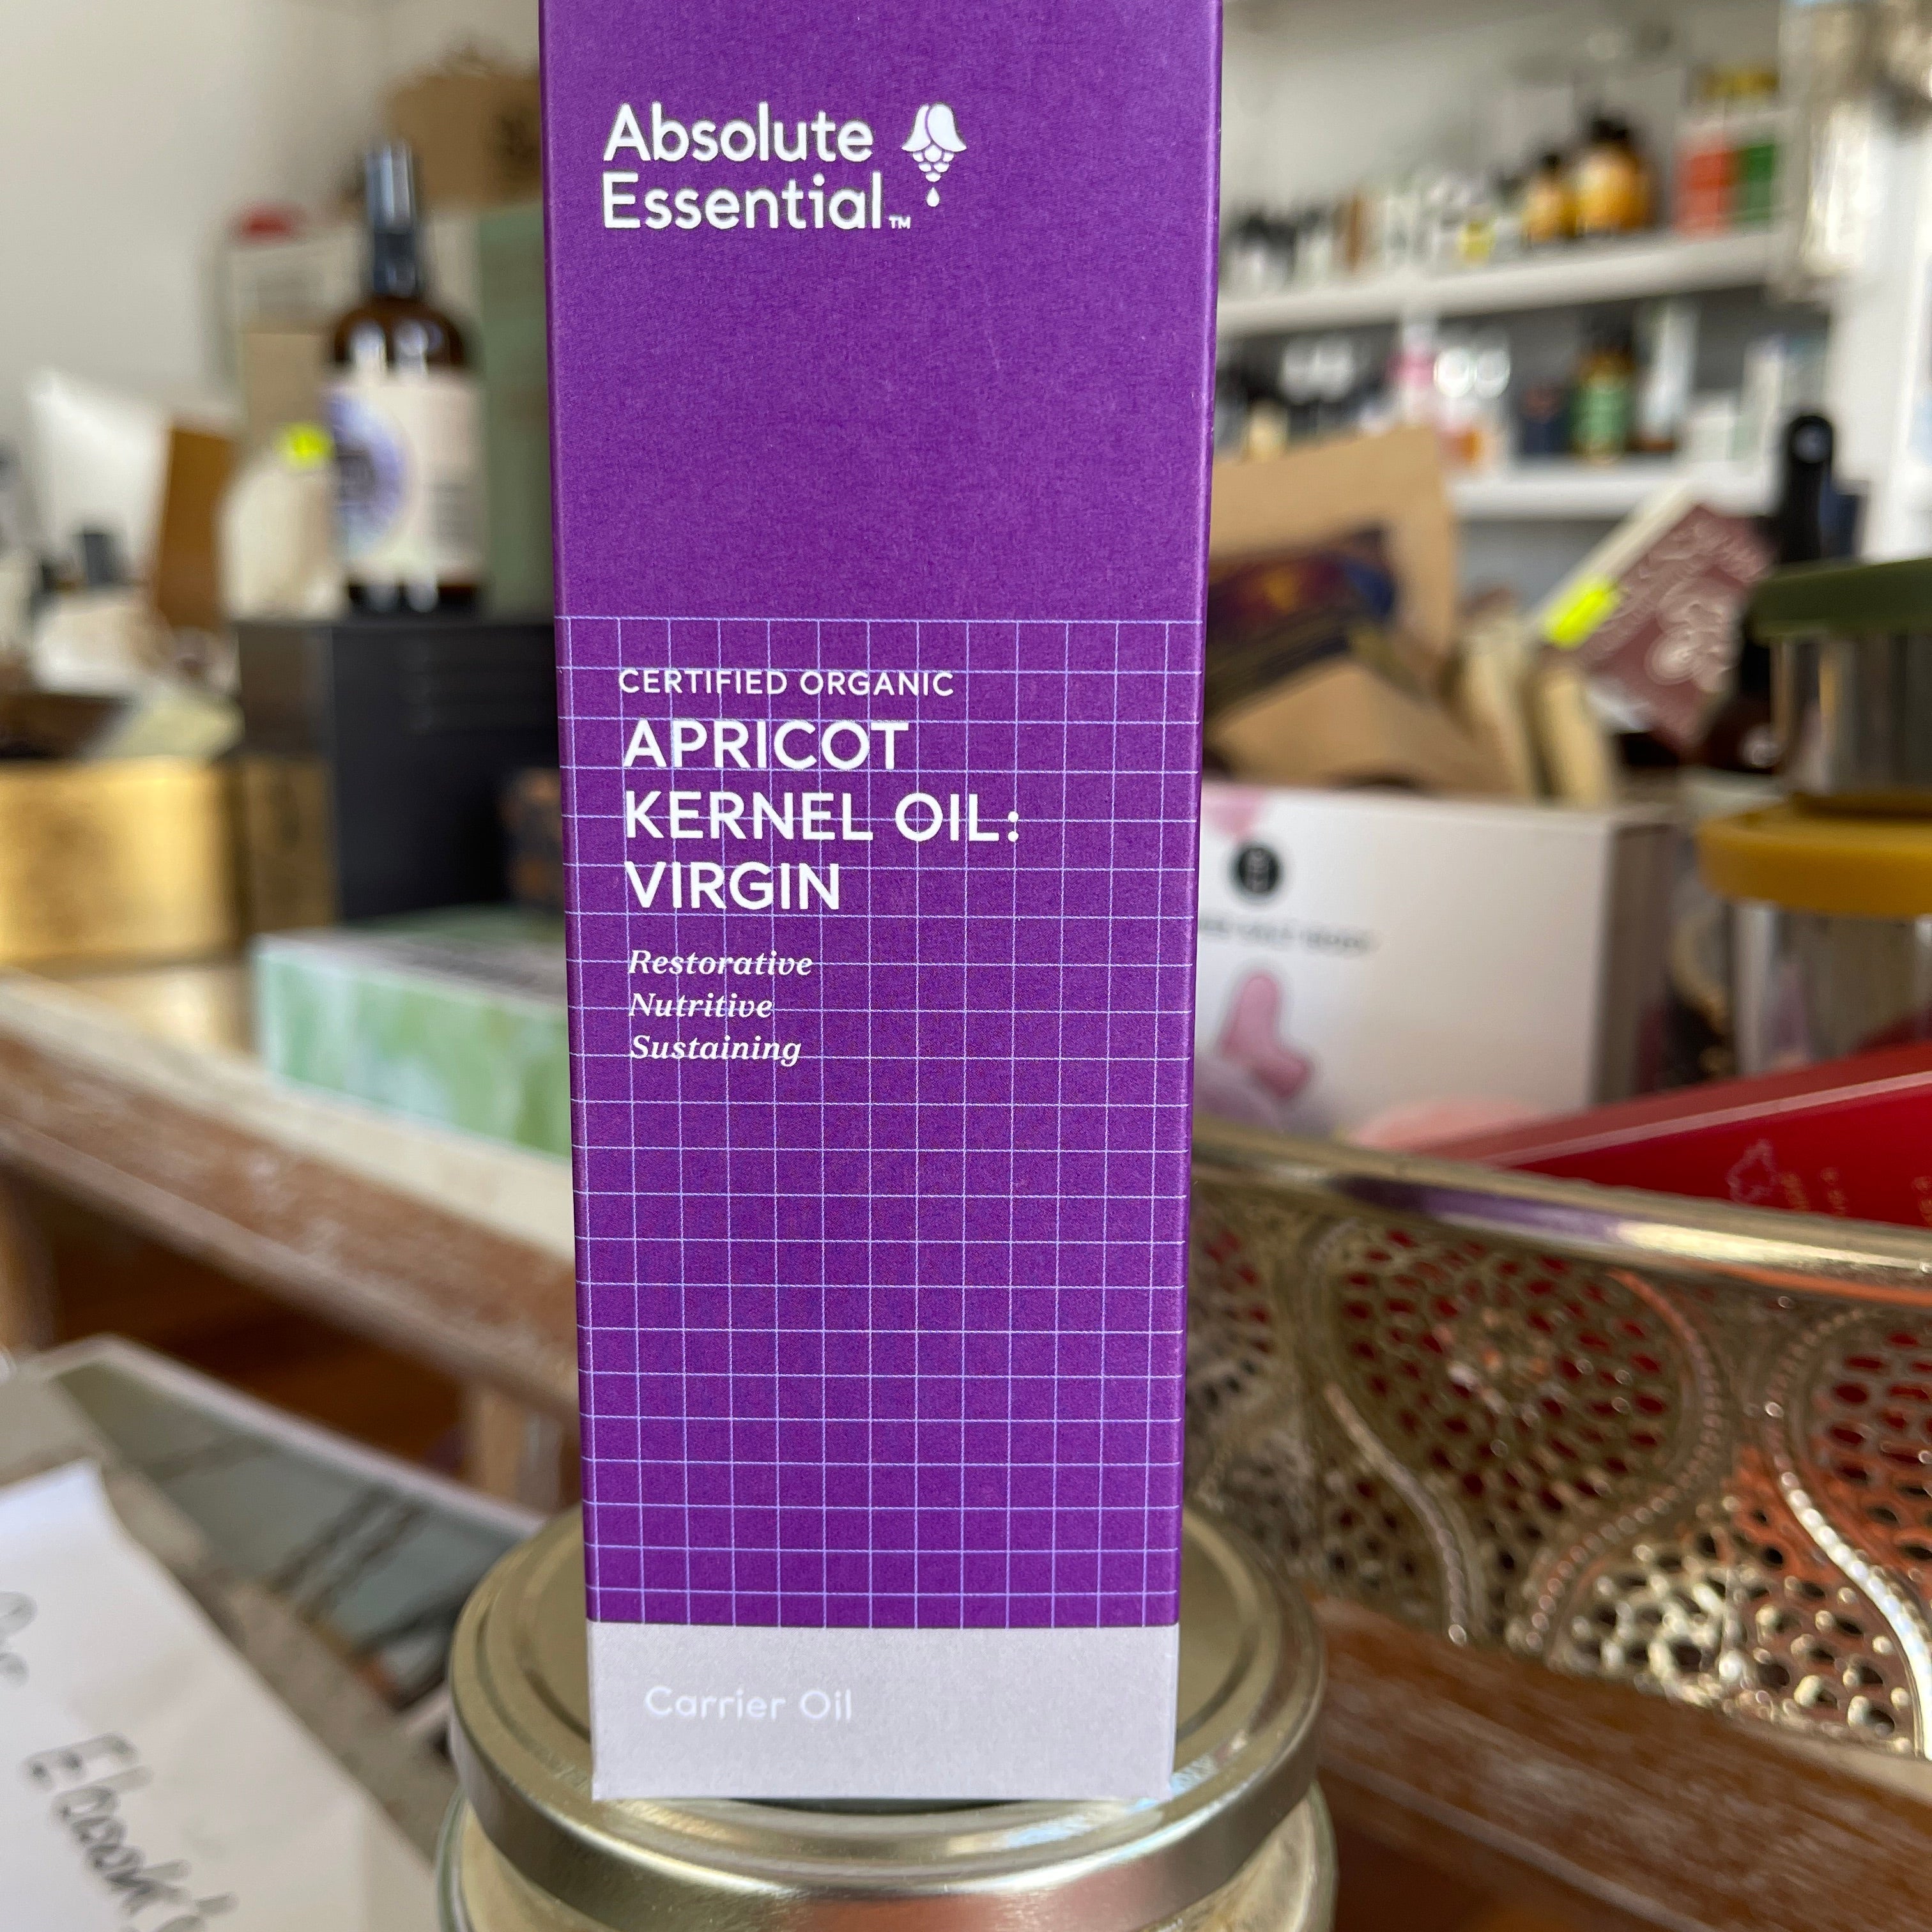 Absolute
Essential™
CERTIFIED ORGANIC
APRICOT
KERNEL OIL:
VIRGIN
Restorative
Nutritive
Sustaining
Carrier Oil